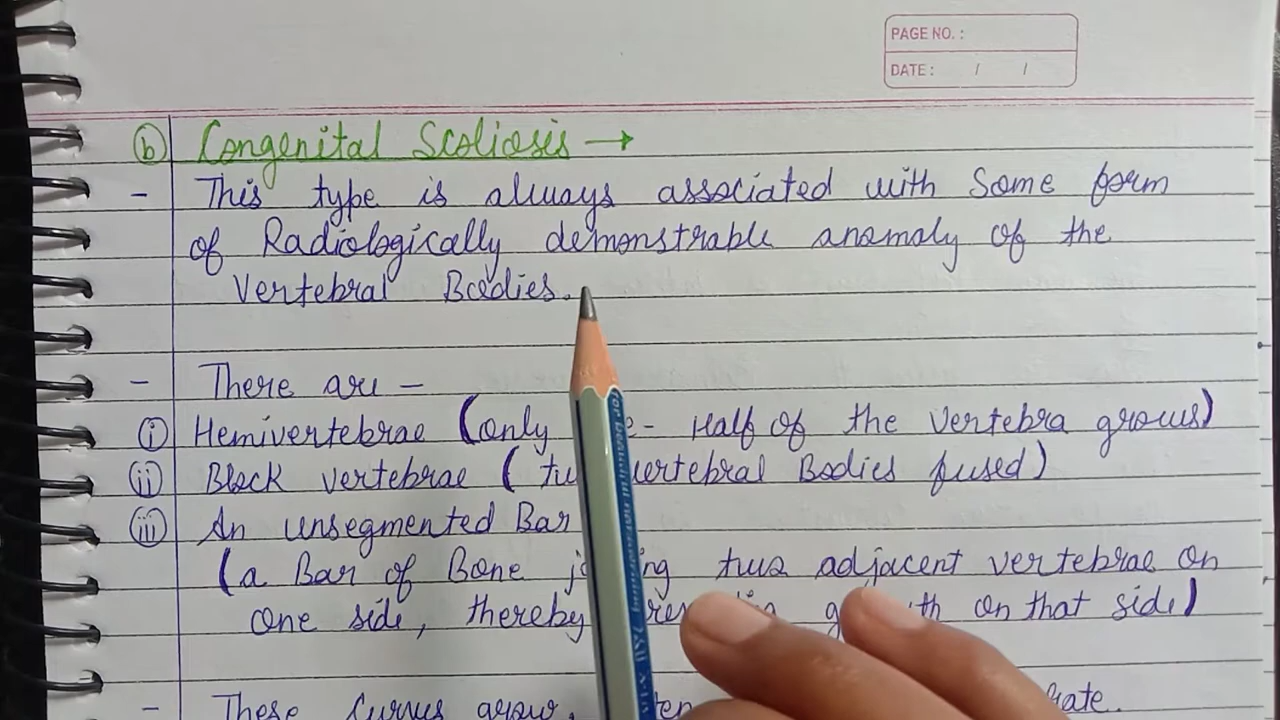 PAGE NO. :
DATE : / /
(b) Congenital Scoliosis →
- This type is always associated with Some form
of Radiologically demonstrable anomaly of the
Vertebral Bodies.
- There are -
(i) Hemivertebrae (only - Half of the Vertebra grows)
(ii) Block vertebrae ( Vertebral Bodies fused)
(iii) An unsegmented Bar
(a Bar of Bone two adjacent vertebrae on
one side, thereby on that side)
- These Curves grow,